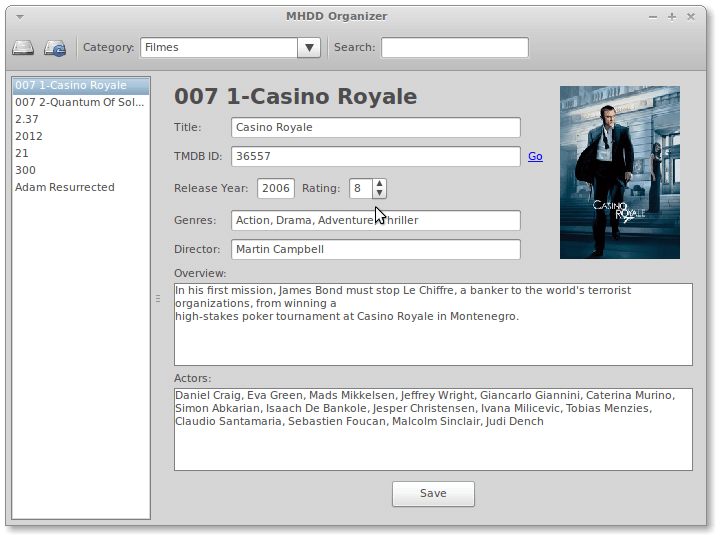 MHDD Organizer
Category: Filmes Search:
007 1-Casino Royale
007 2-Quantum Of Sol...
2.37
2012
21
300
Adam Resurrected
007 1-Casino Royale
Title: Casino Royale
TMDB ID: 36557 Go
Release Year: 2006 Rating: 8
Genres: Action, Drama, Adventure, Thriller
Director: Martin Campbell
CASINO
ROYALE
Overview:
In his first mission, James Bond must stop Le Chiffre, a banker to the world's terrorist
organizations, from winning a
high-stakes poker tournament at Casino Royale in Montenegro.
Actors:
Daniel Craig, Eva Green, Mads Mikkelsen, Jeffrey Wright, Giancarlo Giannini, Caterina Murino,
Simon Abkarian, Isaach De Bankole, Jesper Christensen, Ivana Milicevic, Tobias Menzies,
Claudio Santamaria, Sebastien Foucan, Malcolm Sinclair, Judi Dench
Save